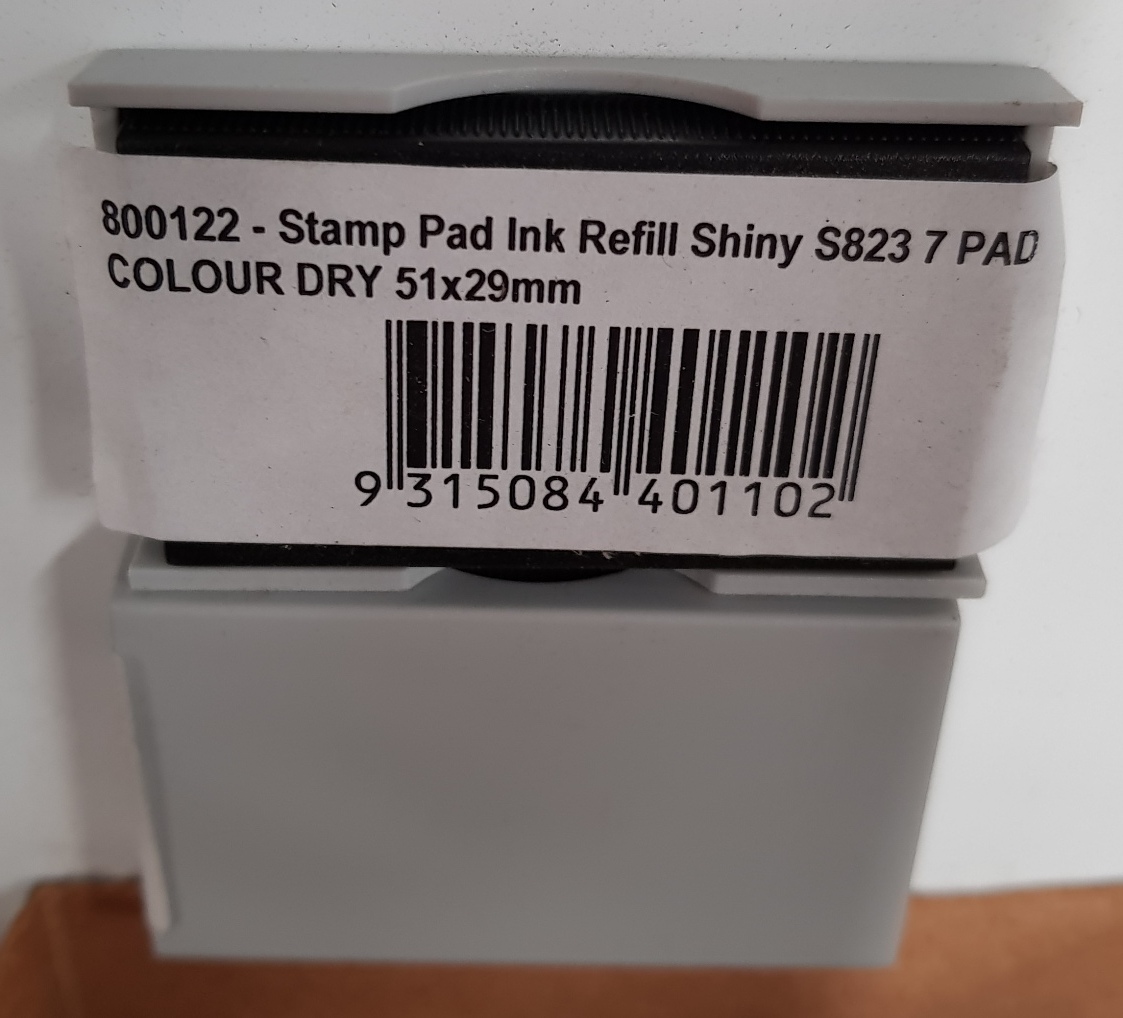 800122 - Stamp Pad Ink Refill Shiny S823 7 PAD
COLOUR DRY 51x29mm
9 315084 401102